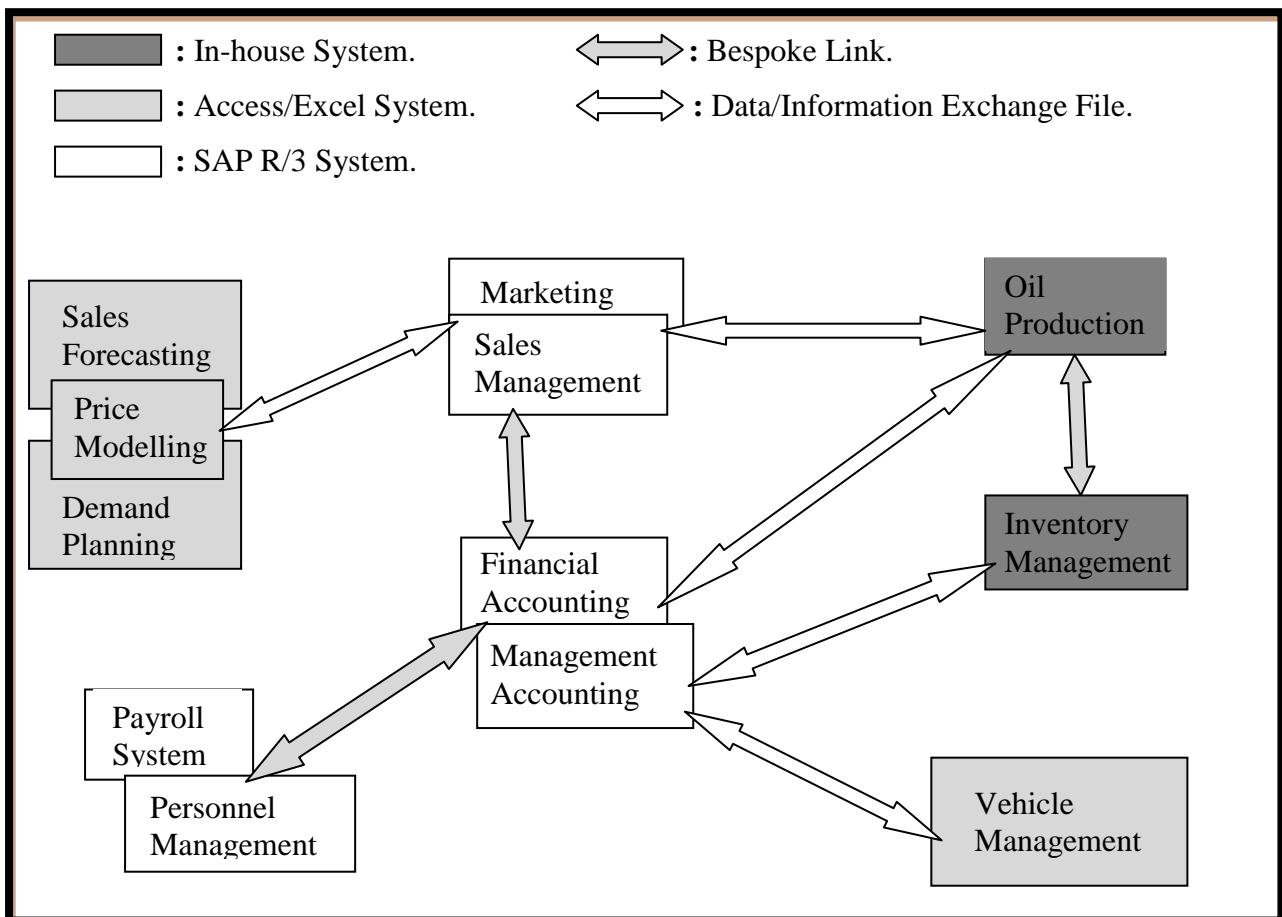 : In-house System.
: Bespoke Link.
: Access/Excel System.
: Data/Information Exchange File.
: SAP R/3 System.
Sales
Forecasting
Price
Modelling
Demand
Planning
Marketing
Sales
Management
Oil
Production
Financial
Accounting
Management
Accounting
Inventory
Management
Payroll
System
Personnel
Management
Vehicle
Management